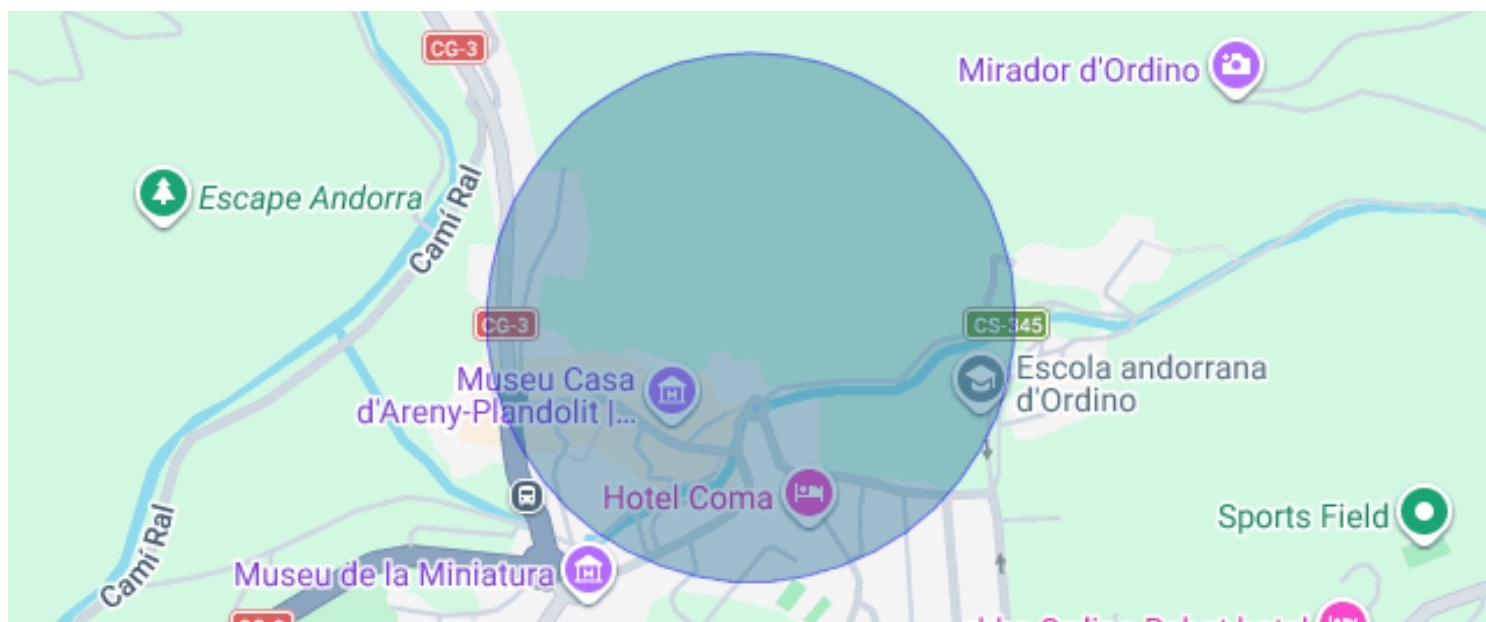 CG-3
Mirador d'Ordino
Escape Andorra
Camí Ral
CG-3
CS-345
Museu Casa
d'Areny-Plandolit |...
Escola andorrana
d'Ordino
Hotel Coma
Sports Field
Camí Ral
Museu de la Miniatura